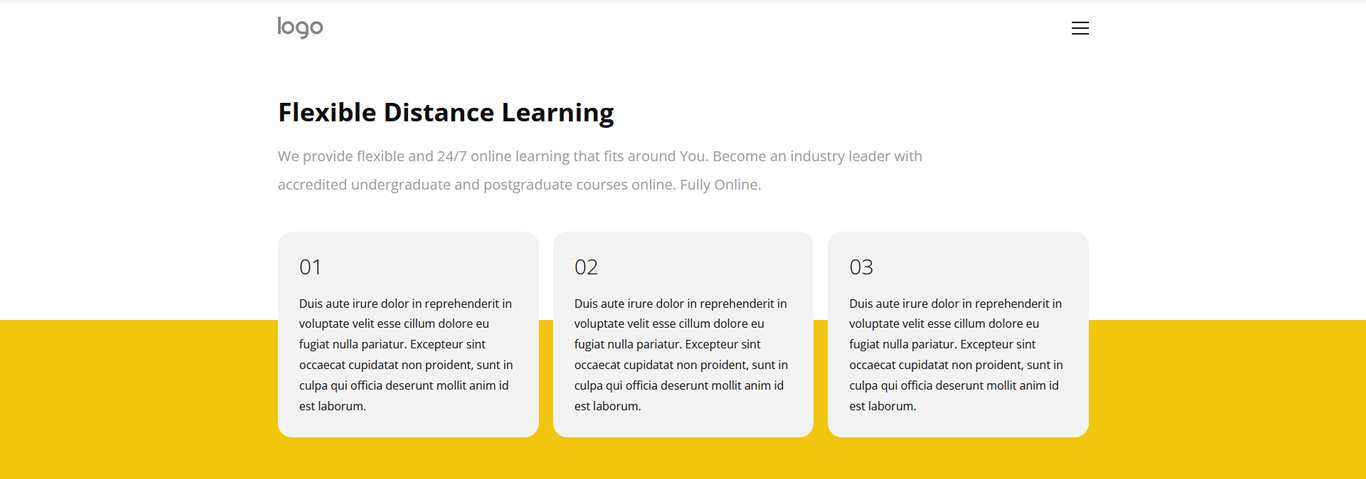 logo
Flexible Distance Learning
We provide flexible and 24/7 online learning that fits around You. Become an industry leader with
accredited undergraduate and postgraduate courses online. Fully Online.
01
Duis aute irure dolor in reprehenderit in
voluptate velit esse cillum dolore eu
fugiat nulla pariatur. Excepteur sint
occaecat cupidatat non proident, sunt in
culpa qui officia deserunt mollit anim id
est laborum.
02
Duis aute irure dolor in reprehenderit in
voluptate velit esse cillum dolore eu
fugiat nulla pariatur. Excepteur sint
occaecat cupidatat non proident, sunt in
culpa qui officia deserunt mollit anim id
est laborum.
03
Duis aute irure dolor in reprehenderit in
voluptate velit esse cillum dolore eu
fugiat nulla pariatur. Excepteur sint
occaecat cupidatat non proident, sunt in
culpa qui officia deserunt mollit anim id
est laborum.